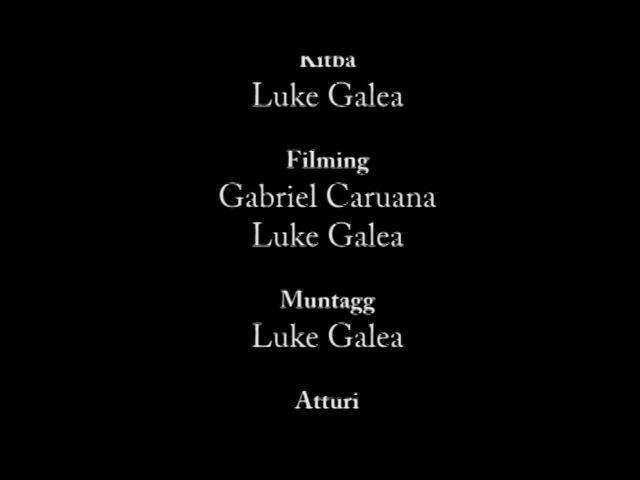 Kitba
Luke Galea
Filming
Gabriel Caruana
Luke Galea
Muntagg
Luke Galea
Atturi